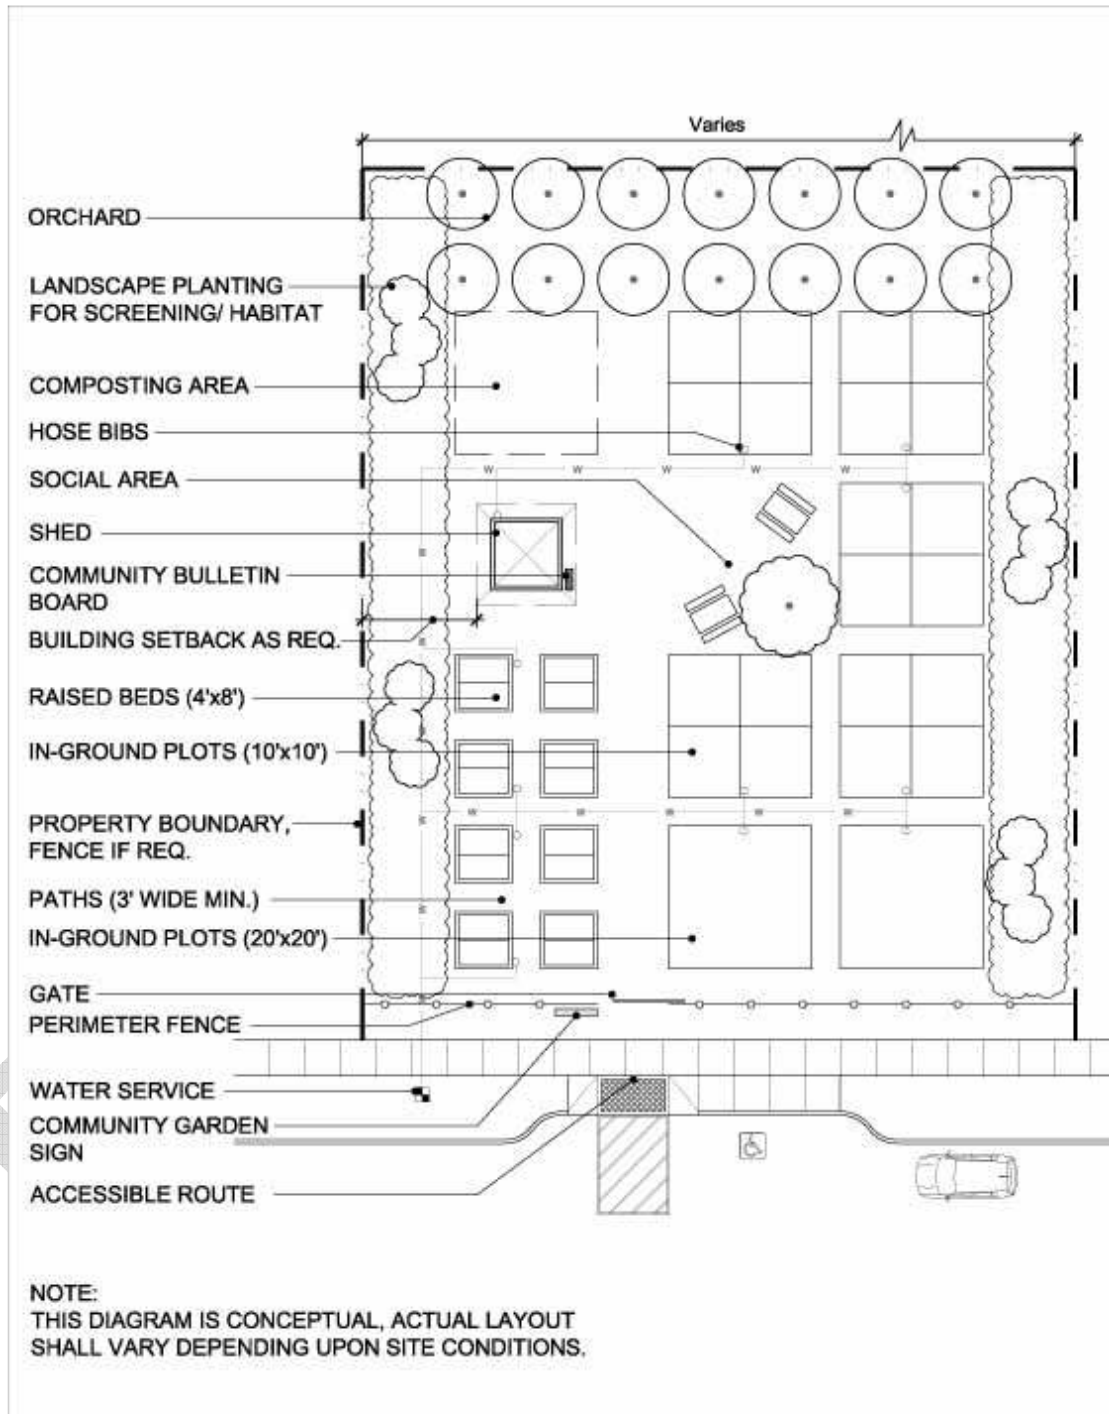 Varies
ORCHARD
LANDSCAPE PLANTING
FOR SCREENING/ HABITAT
COMPOSTING AREA
HOSE BIBS
W W W W W
SOCIAL AREA
SHED
W
COMMUNITY BULLETIN
BOARD
BUILDING SETBACK AS REQ.
W
RAISED BEDS (4'x8')
IN-GROUND PLOTS (10'x10')
W W W W W
PROPERTY BOUNDARY,
FENCE IF REQ.
PATHS (3' WIDE MIN.)
W
IN-GROUND PLOTS (20'x20')
GATE
W
PERIMETER FENCE
WATER SERVICE
COMMUNITY GARDEN
SIGN
ACCESSIBLE ROUTE
NOTE:
THIS DIAGRAM IS CONCEPTUAL, ACTUAL LAYOUT
SHALL VARY DEPENDING UPON SITE CONDITIONS.